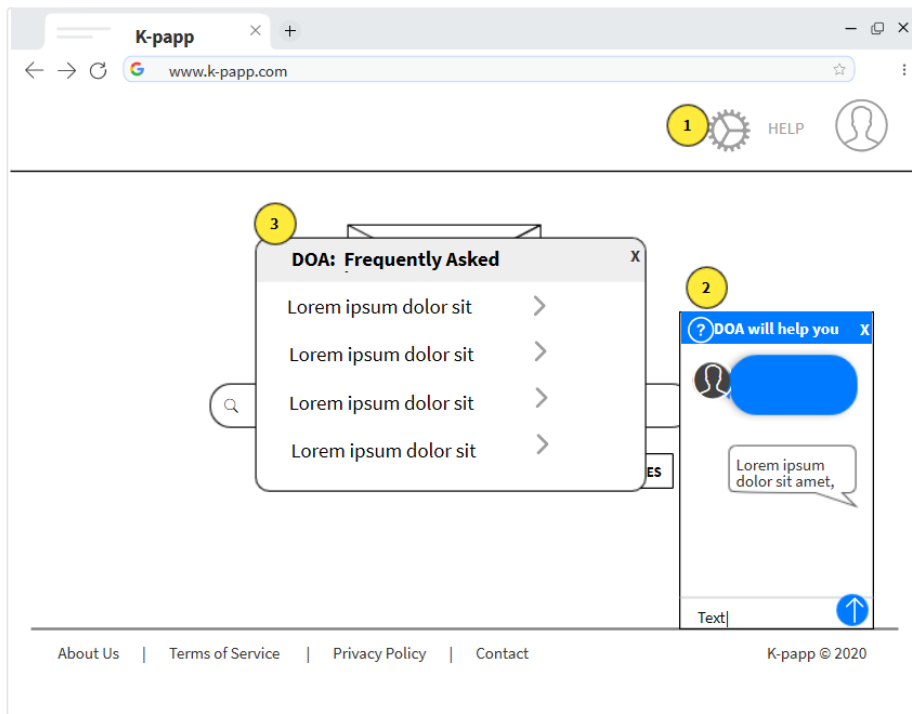 K-papp
www.k-papp.com
1
HELP
3
DOA: Frequently Asked
X
Lorem ipsum dolor sit
Lorem ipsum dolor sit
Lorem ipsum dolor sit
Lorem ipsum dolor sit
ES
2
?
DOA will help you
X
Lorem ipsum
dolor sit amet,
Text
About Us | Terms of Service | Privacy Policy | Contact
K-papp © 2020